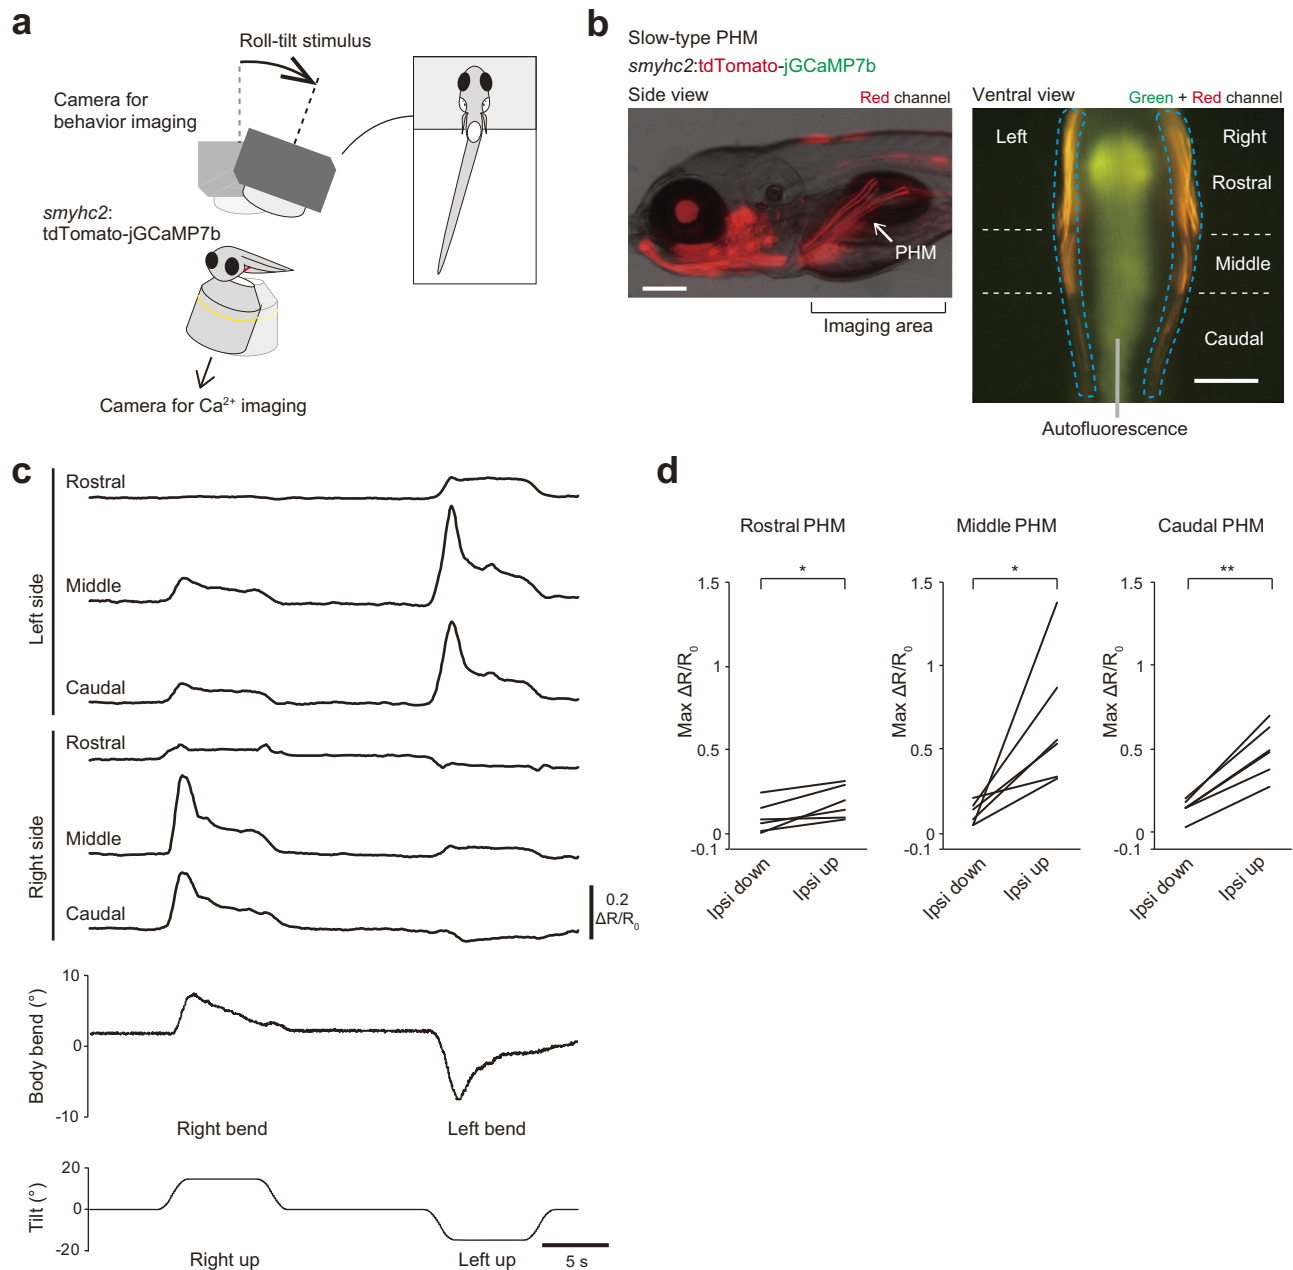 a
Roll-tilt stimulus
Camera for
behavior imaging
smyhc2:
tdTomato-jGCaMP7b
Camera for Ca²⁺ imaging
b
Slow-type PHM
smyhc2:tdTomato-jGCaMP7b
Side view
Red channel
PHM
Imaging area
Ventral view
Green + Red channel
Left
Right
Rostral
Middle
Caudal
Autofluorescence
c
Left side
Rostral
Middle
Caudal
Right side
Rostral
Middle
Caudal
0.2
ΔR/R₀
Body bend (°)
10
0
-10
Right bend
Left bend
Tilt (°)
20
0
-20
Right up
Left up
5 s
d
Rostral PHM
*
Max ΔR/R₀
1.5
1
0.5
0
-0.1
Ipsi down
Ipsi up
Middle PHM
*
Max ΔR/R₀
1.5
1
0.5
0
-0.1
Ipsi down
Ipsi up
Caudal PHM
**
Max ΔR/R₀
1.5
1
0.5
0
-0.1
Ipsi down
Ipsi up